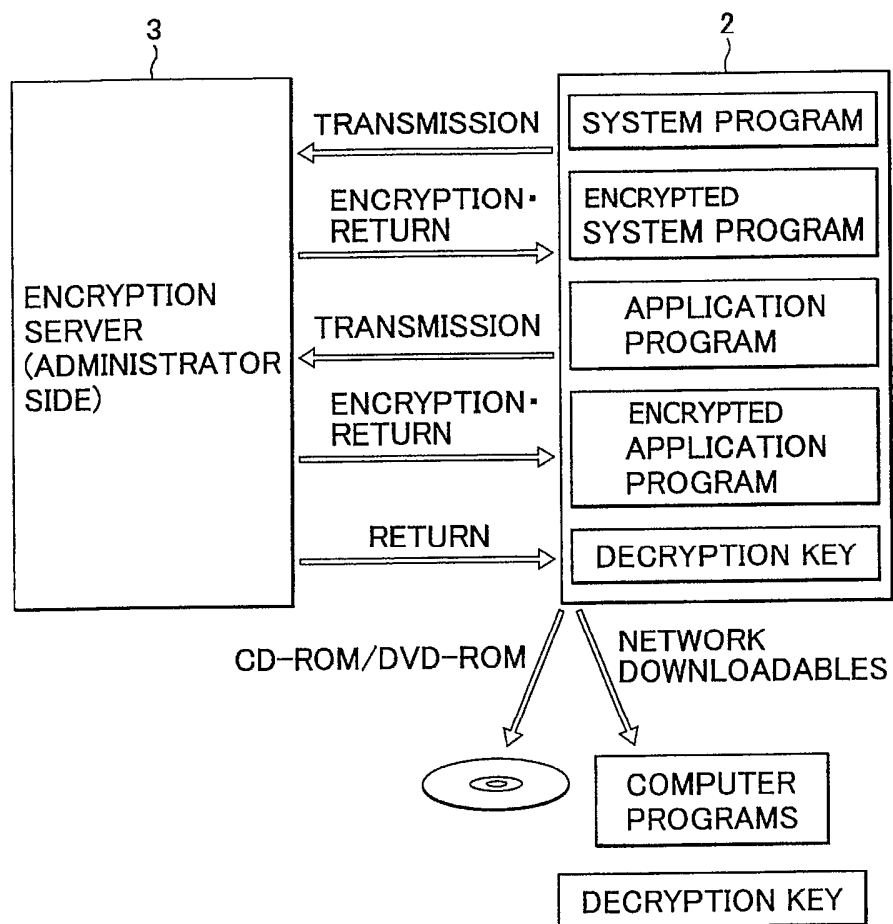 3
2
TRANSMISSION
SYSTEM PROGRAM
ENCRYPTION・
RETURN
ENCRYPTED
SYSTEM PROGRAM
ENCRYPTION
SERVER
(ADMINISTRATOR
SIDE)
TRANSMISSION
APPLICATION
PROGRAM
ENCRYPTION・
RETURN
ENCRYPTED
APPLICATION
PROGRAM
RETURN
DECRYPTION KEY
CD-ROM/DVD-ROM
NETWORK
DOWNLOADABLES
COMPUTER
PROGRAMS
DECRYPTION KEY